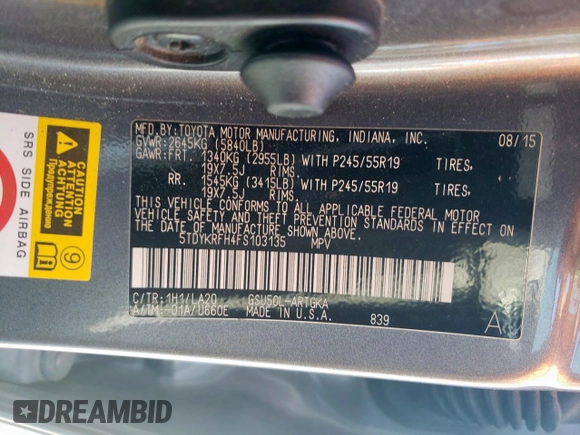 MFD.BY:TOYOTA MOTOR MANUFACTURING, INDIANA, INC. 08/15
GVWR:2645KG (5840LB)
GAWR:FRT. 1340KG (2955LB) WITH P245/55R19 TIRES,
19X7.5J RIMS
RR. 1545KG (3415LB) WITH P245/55R19 TIRES,
19X7.5J RIMS
THIS VEHICLE CONFORMS TO ALL APPLICABLE FEDERAL MOTOR
VEHICLE SAFETY AND THEFT PREVENTION STANDARDS IN EFFECT ON
THE DATE OF MANUFACTURE SHOWN ABOVE.
5TDYKRFH4FS103135 MPV
C/TR:1H1/LA20 GSU50L-ARTGKA
A/TM:-01A/U660E MADE IN U.S.A. 839 A
SRS SIDE AIRBAG
CAUTION
ATTENTION
ACHTUNG
9
DREAMBID